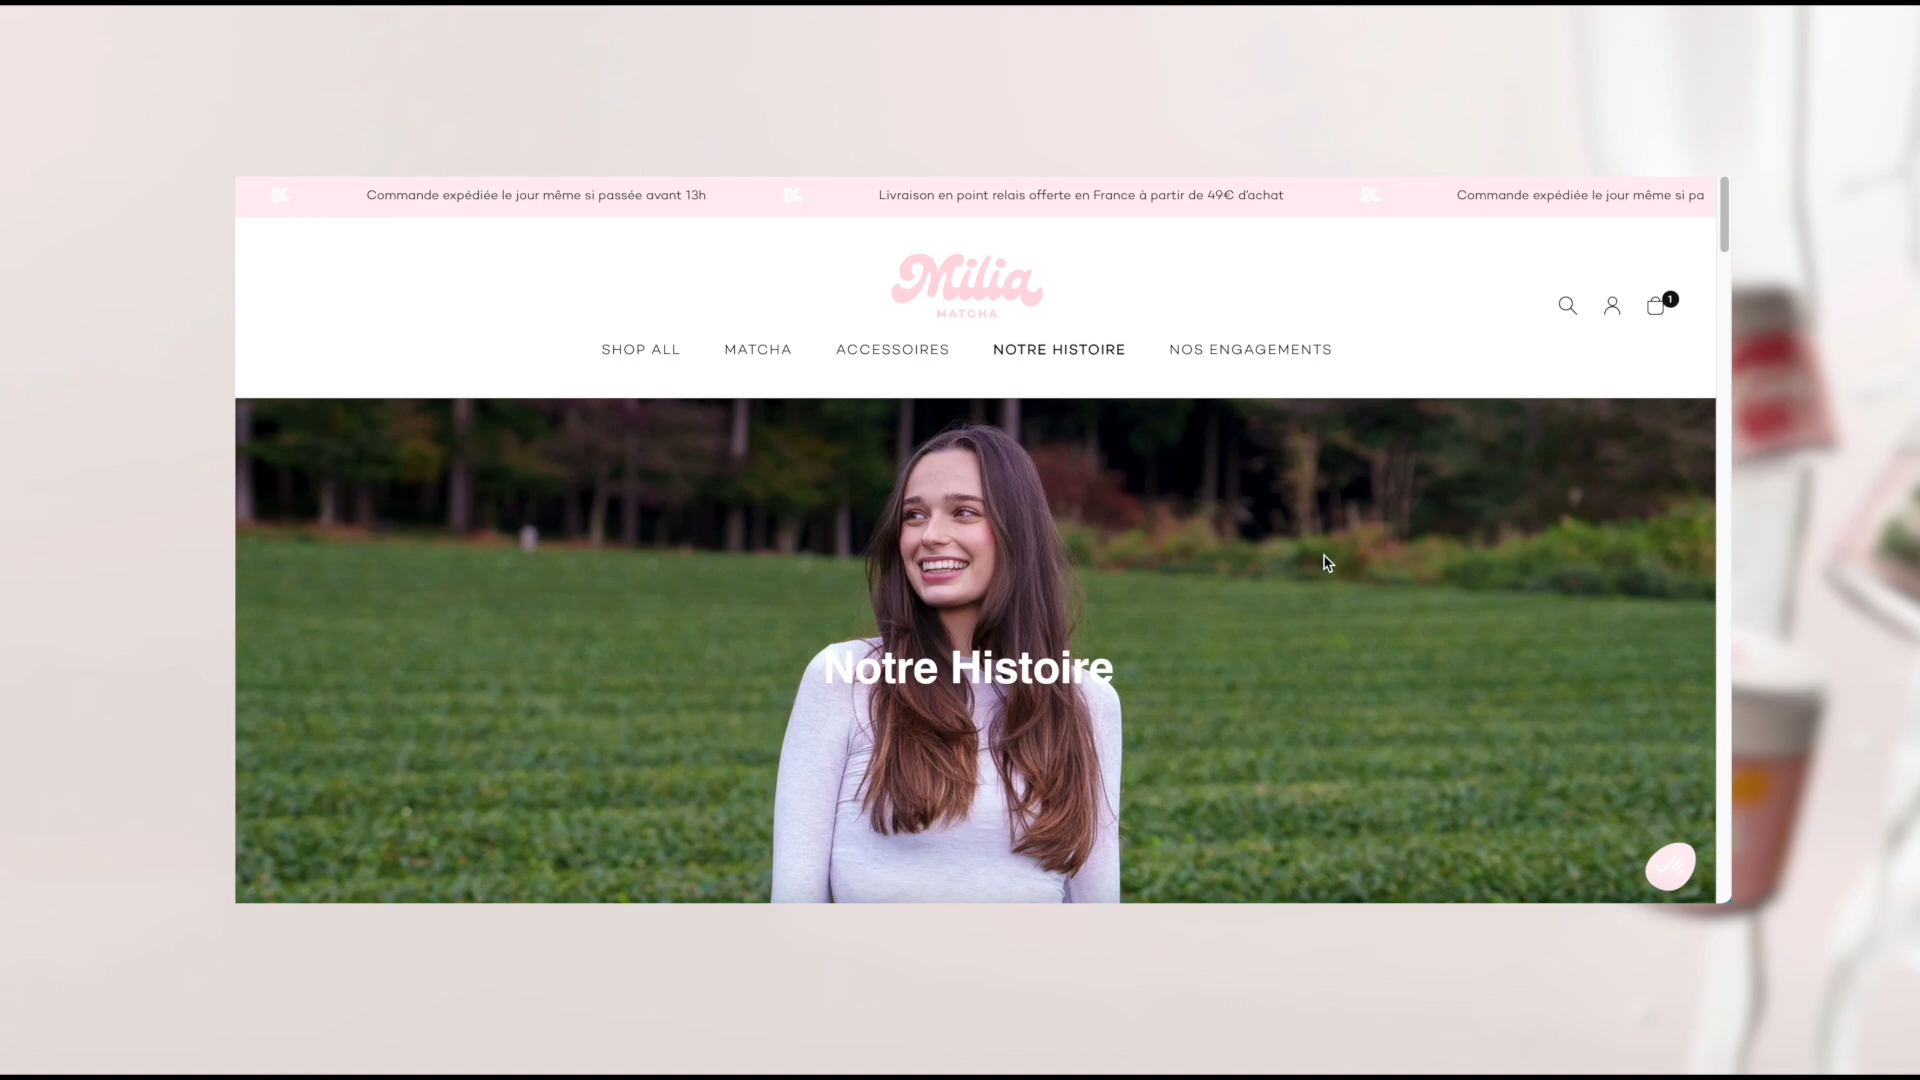 Commande expédiée le jour même si passée avant 13h
Livraison en point relais offerte en France à partir de 49€ d'achat
Commande expédiée le jour même si pa
Milia
MATCHA
1
SHOP ALL
MATCHA
ACCESSOIRES
NOTRE HISTOIRE
NOS ENGAGEMENTS
Notre Histoire